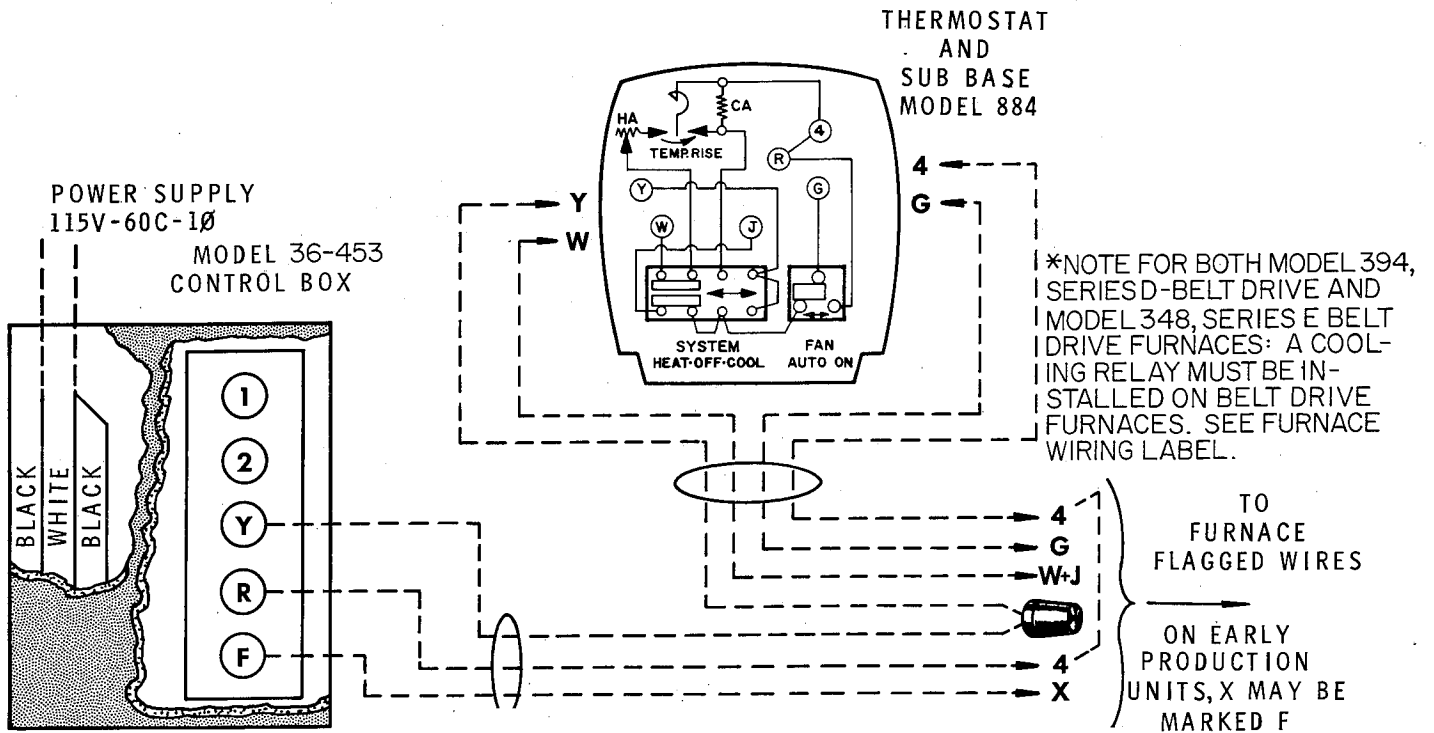 THERMOSTAT
AND
SUB BASE
MODEL 884
HA
CA
4
TEMP. RISE
R
Y
G
W
J
SYSTEM
HEAT·OFF·COOL
FAN
AUTO ON
Y
W
4
G
POWER SUPPLY
115V-60C-1Ø
MODEL 36-453
CONTROL BOX
BLACK
WHITE
BLACK
1
2
Y
R
F
*NOTE FOR BOTH MODEL 394,
SERIES D-BELT DRIVE AND
MODEL 348, SERIES E BELT
DRIVE FURNACES: A COOL-
ING RELAY MUST BE IN-
STALLED ON BELT DRIVE
FURNACES. SEE FURNACE
WIRING LABEL.
4
G
W+J
4
X
TO
FURNACE
FLAGGED WIRES
ON EARLY
PRODUCTION
UNITS, X MAY BE
MARKED F